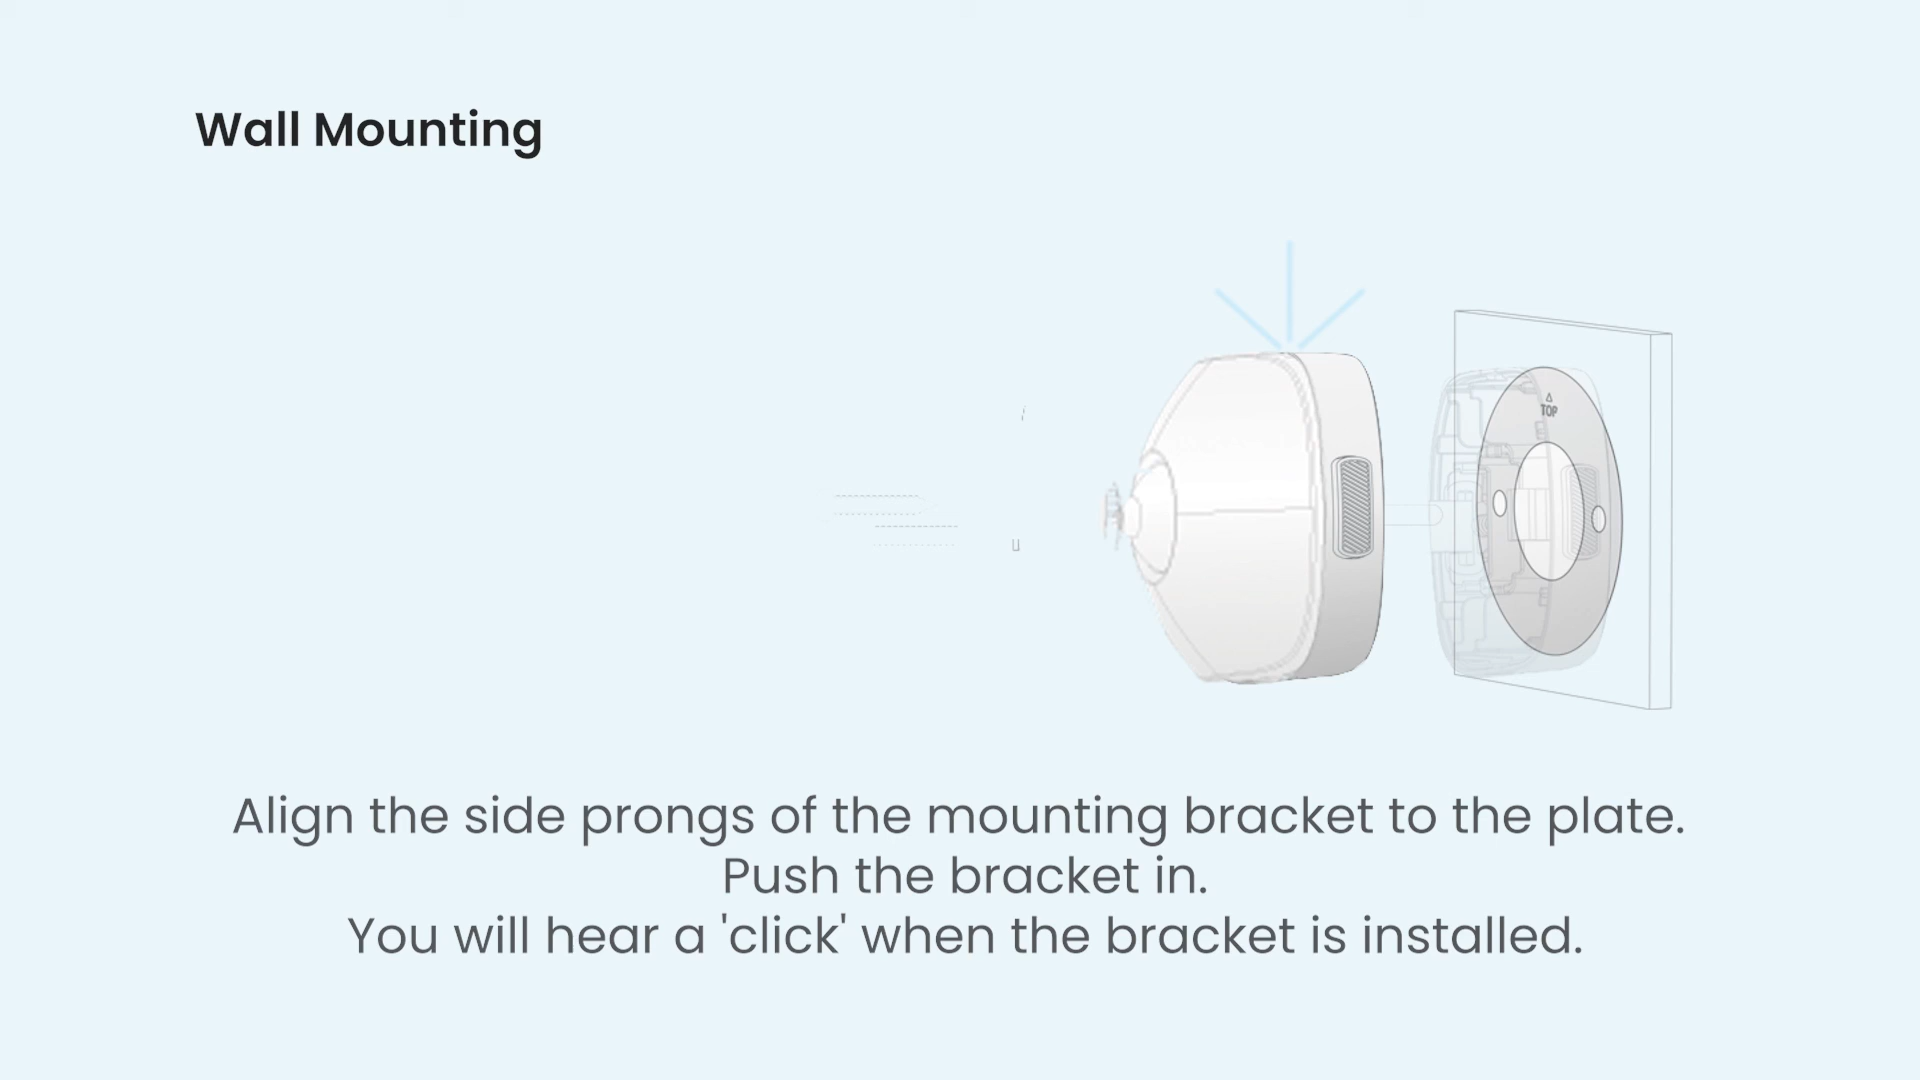 Wall Mounting
TOP
Align the side prongs of the mounting bracket to the plate.
Push the bracket in.
You will hear a 'click' when the bracket is installed.